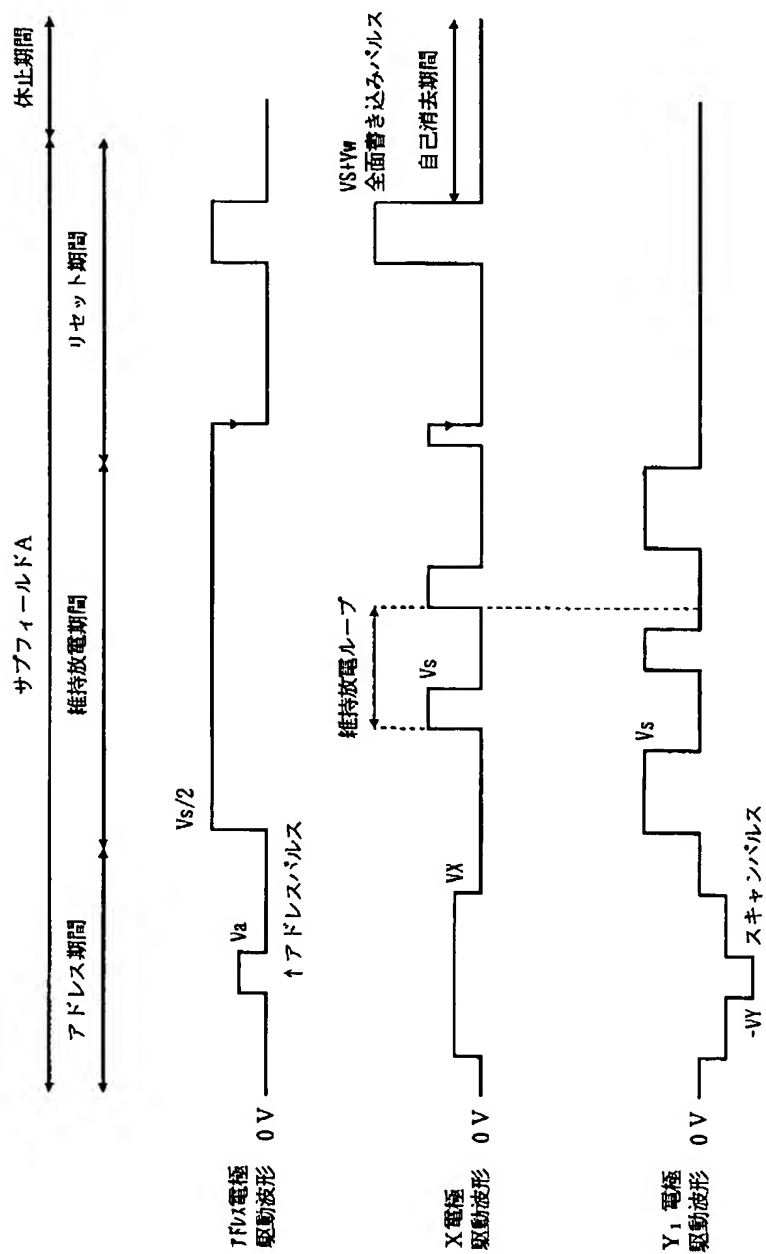 サブフィールドA
休止期間
アドレス期間
維持放電期間
リセット期間
アドレス電極
駆動波形
0 V
Va
↑アドレスパルス
Vs/2
X電極
駆動波形
0 V
VX
維持放電ループ
Vs
VS+Vw
全面書き込みパルス
自己消去期間
Y1 電極
駆動波形
0 V
-VY
スキャンパルス
Vs